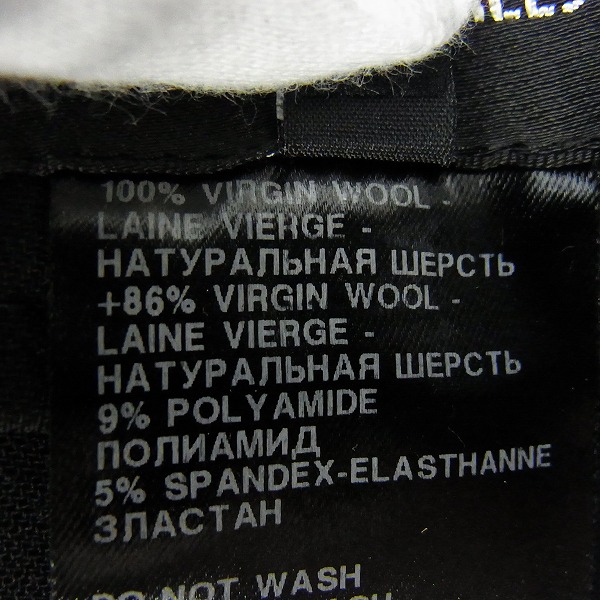 100% VIRGIN WOOL -
LAINE VIERGE -
НАТУРАЛЬНАЯ ШЕРСТЬ
+86% VIRGIN WOOL -
LAINE VIERGE -
НАТУРАЛЬНАЯ ШЕРСТЬ
9% POLYAMIDE
ПОЛИАМИД
5% SPANDEX-ELASTHANNE
ЗЛАСТАН
DO NOT WASH